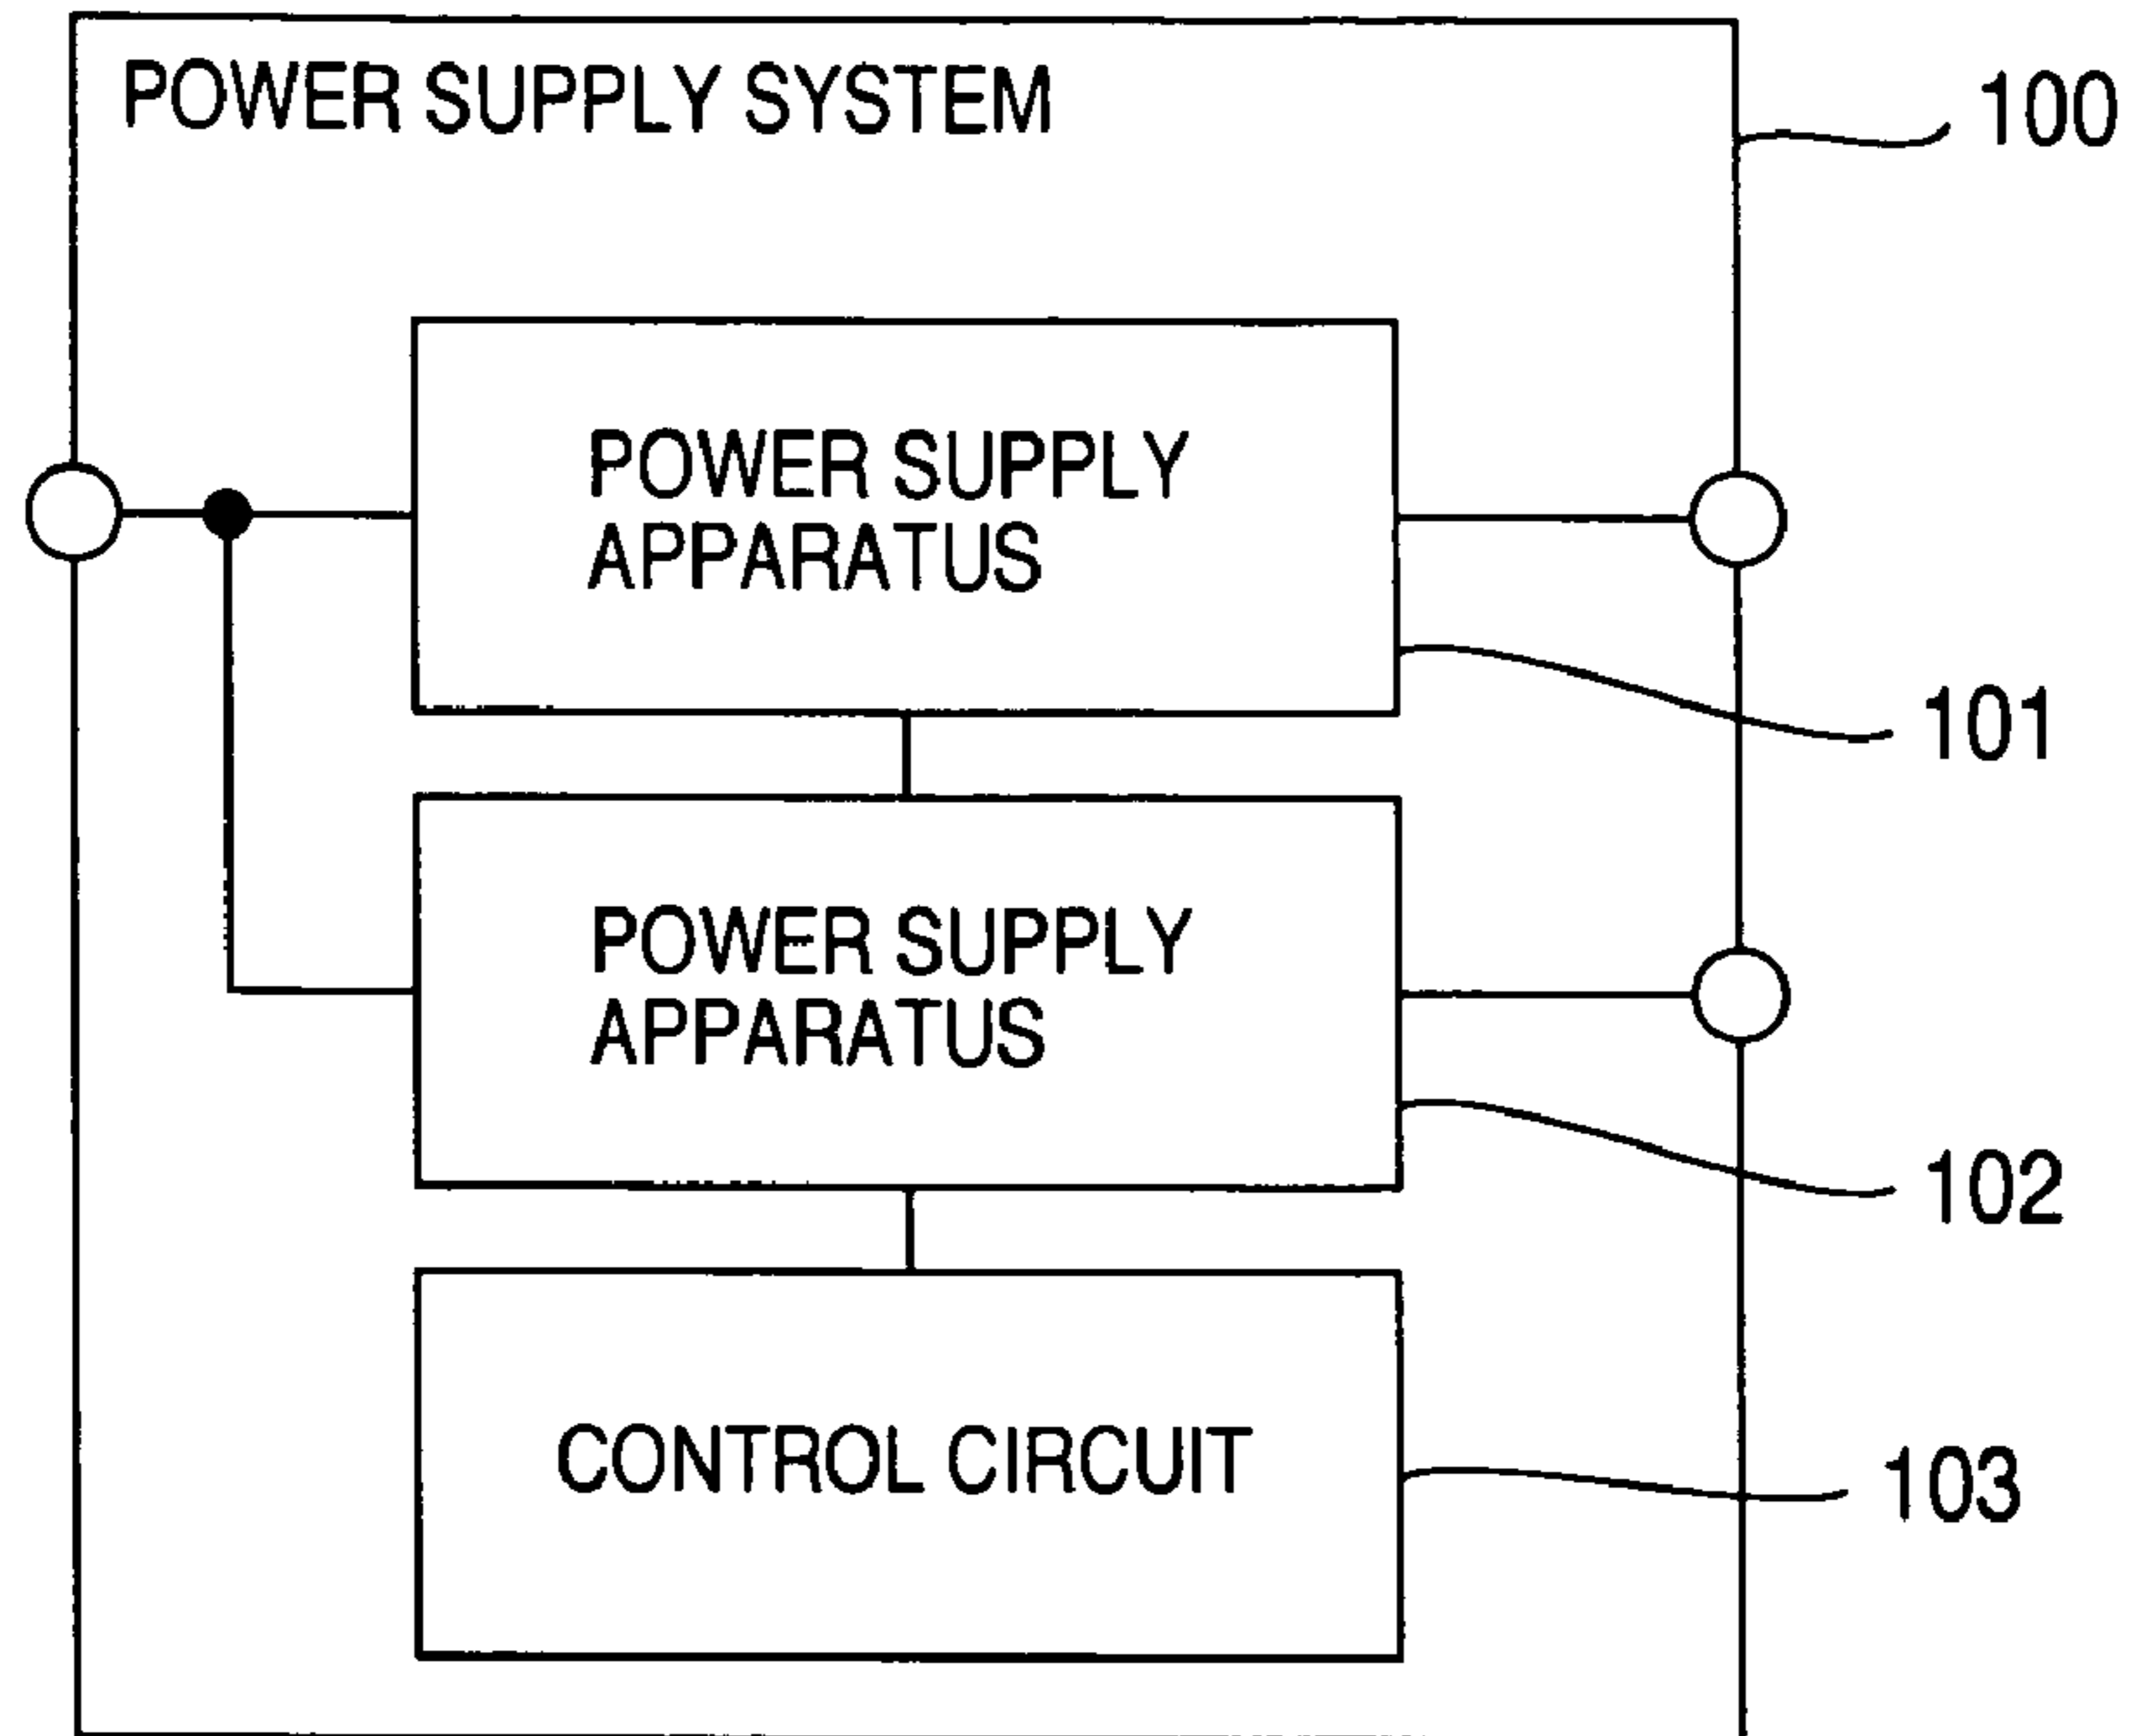 POWER SUPPLY SYSTEM
100
POWER SUPPLY
APPARATUS
101
POWER SUPPLY
APPARATUS
102
CONTROL CIRCUIT
103